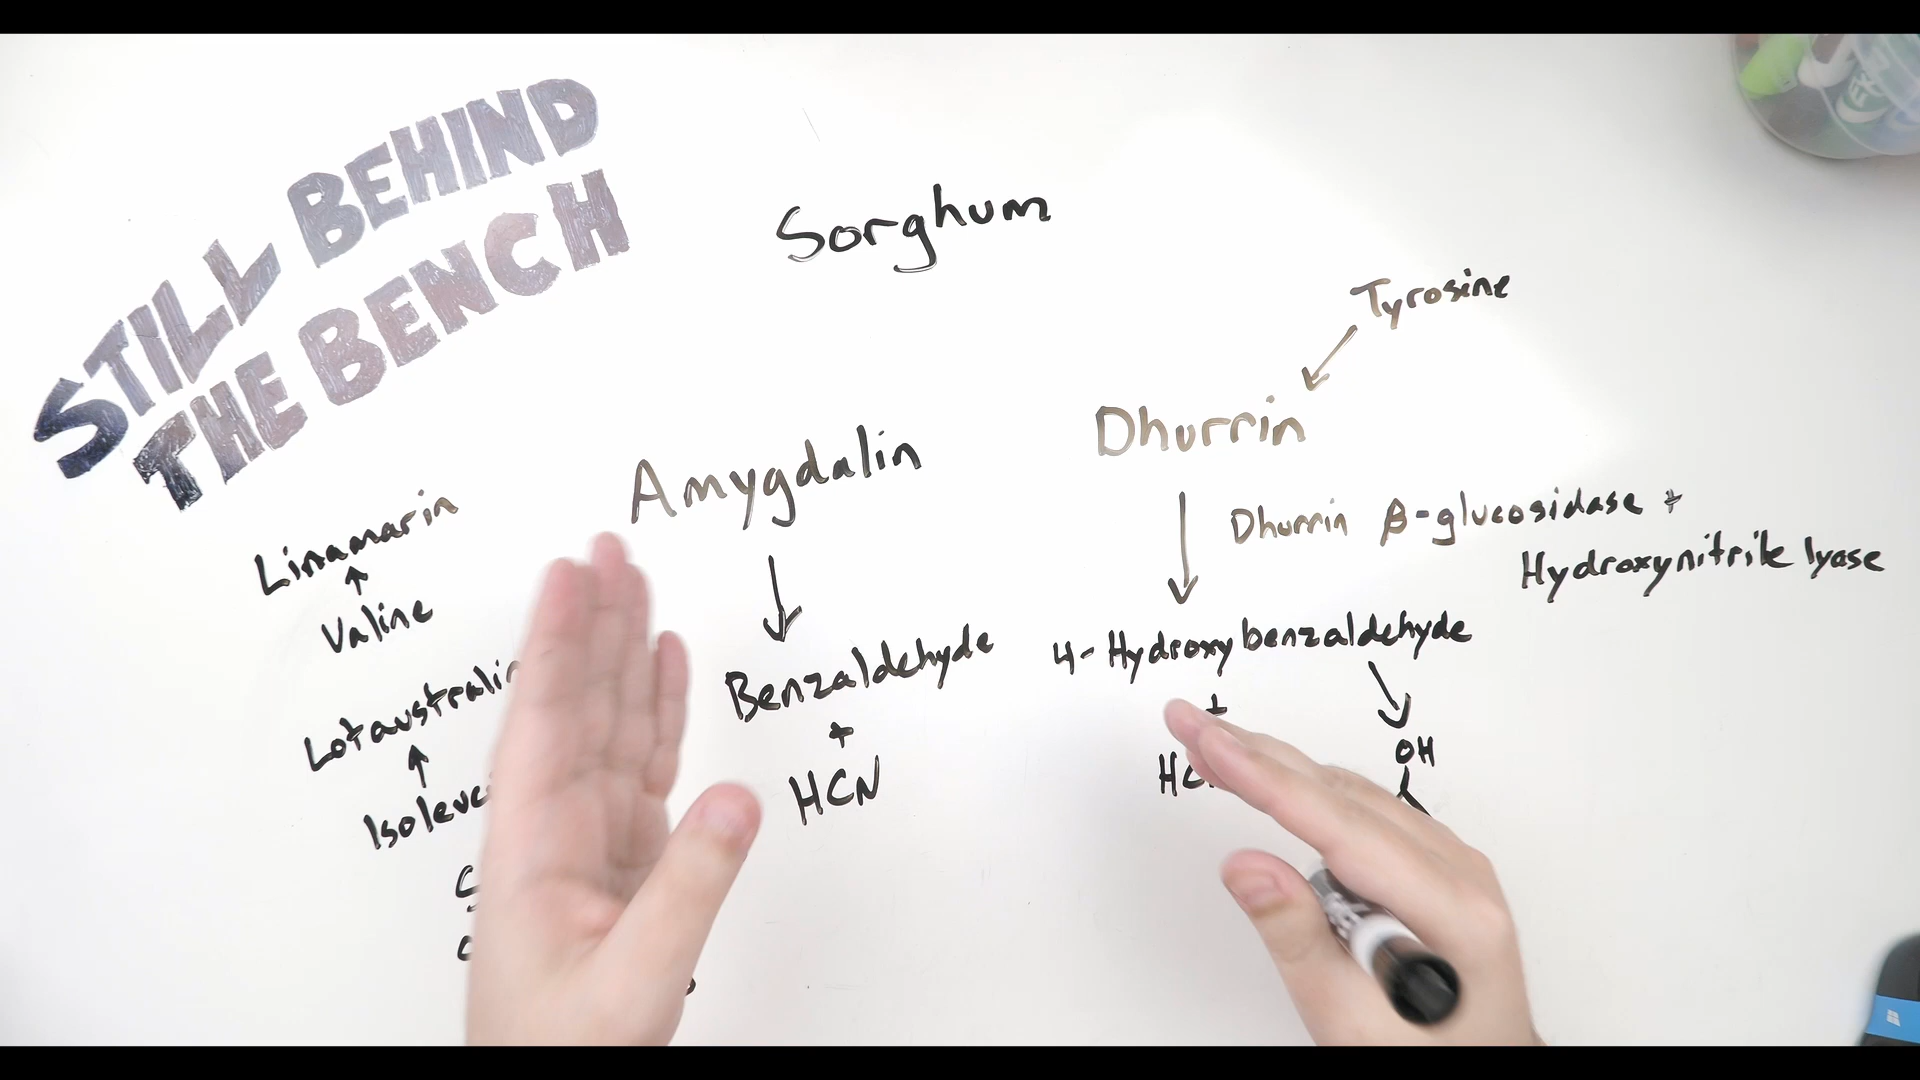 STILL BEHIND
THE BENCH
Sorghum
Tyrosine
Dhurrin
Amygdalin
Dhurrin β-glucosidase +
Hydroxynitrile lyase
Linamarin
Valine
4-Hydroxybenzaldehyde
+
Benzaldehyde
+
HCN
OH